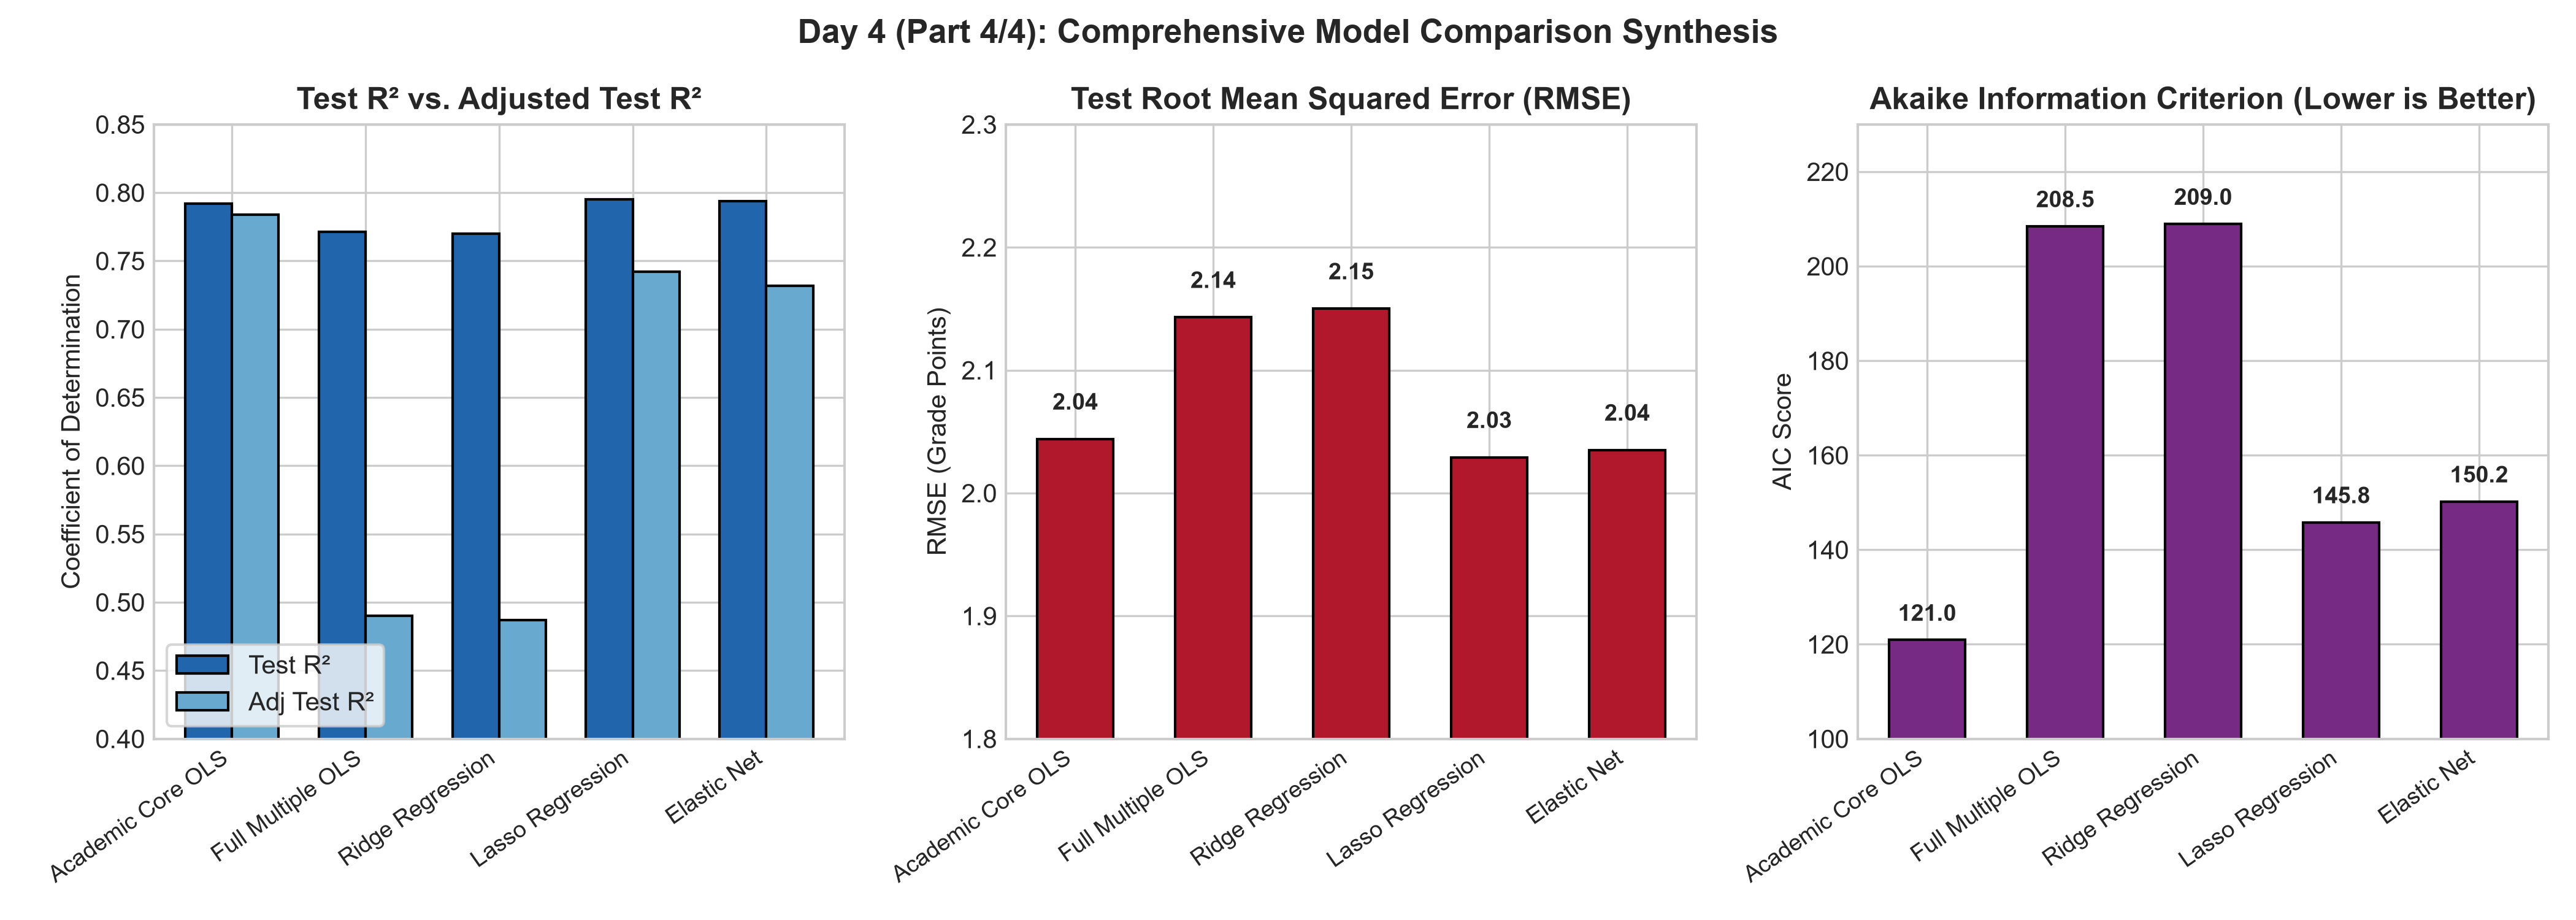 Day 4 (Part 4/4): Comprehensive Model Comparison Synthesis
Test R² vs. Adjusted Test R²
Coefficient of Determination
0.85
0.80
0.75
0.70
0.65
0.60
0.55
0.50
0.45
0.40
Test R²
Adj Test R²
Academic Core OLS
Full Multiple OLS
Ridge Regression
Lasso Regression
Elastic Net
Test Root Mean Squared Error (RMSE)
RMSE (Grade Points)
2.3
2.2
2.1
2.0
1.9
1.8
2.04
2.14
2.15
2.03
2.04
Academic Core OLS
Full Multiple OLS
Ridge Regression
Lasso Regression
Elastic Net
Akaike Information Criterion (Lower is Better)
AIC Score
220
200
180
160
140
120
100
121.0
208.5
209.0
145.8
150.2
Academic Core OLS
Full Multiple OLS
Ridge Regression
Lasso Regression
Elastic Net